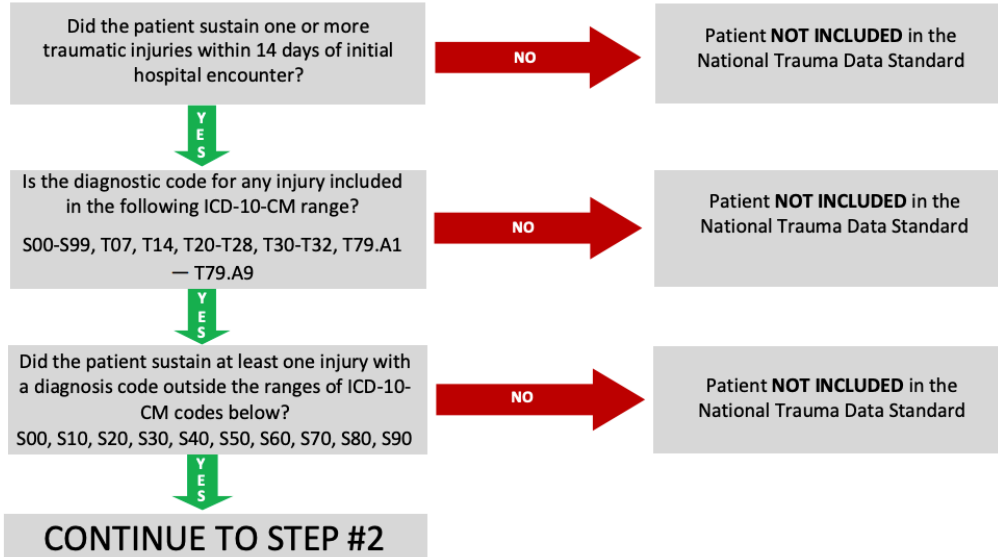 Did the patient sustain one or more
traumatic injuries within 14 days of initial
hospital encounter?
NO
Patient NOT INCLUDED in the
National Trauma Data Standard
YES
Is the diagnostic code for any injury included
in the following ICD-10-CM range?
S00-S99, T07, T14, T20-T28, T30-T32, T79.A1
— T79.A9
NO
Patient NOT INCLUDED in the
National Trauma Data Standard
YES
Did the patient sustain at least one injury with
a diagnosis code outside the ranges of ICD-10-
CM codes below?
S00, S10, S20, S30, S40, S50, S60, S70, S80, S90
NO
Patient NOT INCLUDED in the
National Trauma Data Standard
YES
CONTINUE TO STEP #2